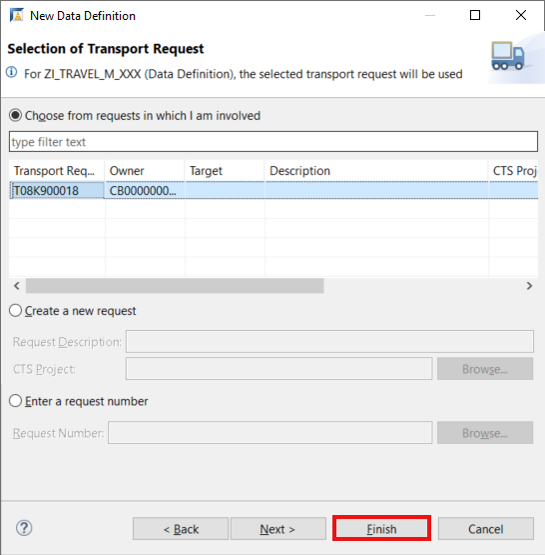 New Data Definition
Selection of Transport Request
For ZI_TRAVEL_M_XXX (Data Definition), the selected transport request will be used
Choose from requests in which I am involved
type filter text
Transport Req... Owner Target Description CTS Proj
T08K900018 CB0000000...
Create a new request
Request Description:
CTS Project: Browse...
Enter a request number
Request Number: Browse...
? < Back Next > Finish Cancel